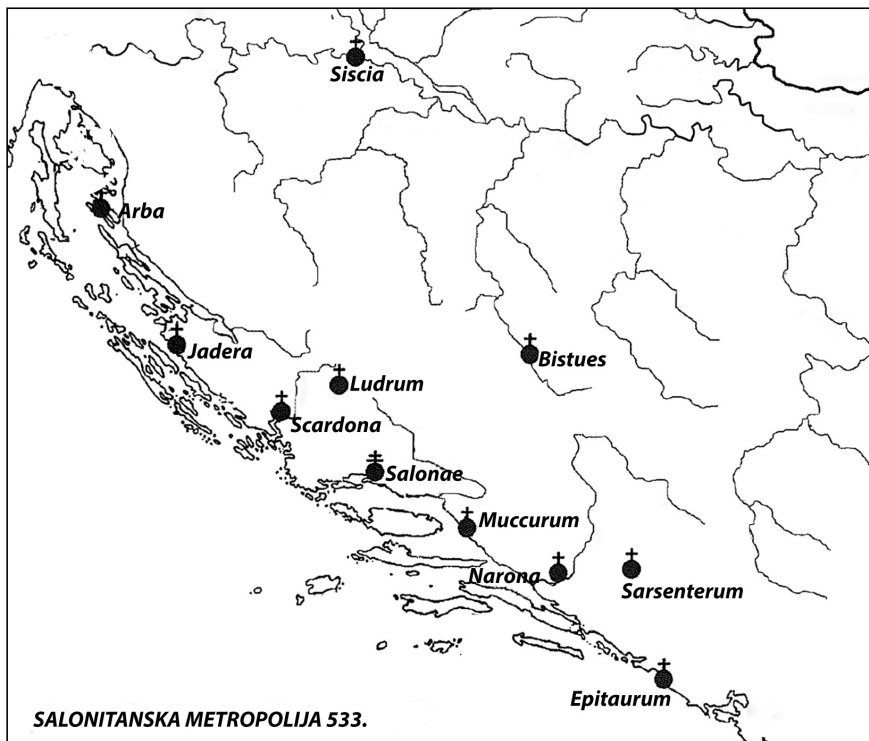 Siscia
Arba
Jadera
Ludrum
Bistues
Scardona
Salonae
Muccurum
Narona
Sarsenterum
Epitaurum
SALONITANSKA METROPOLIJA 533.